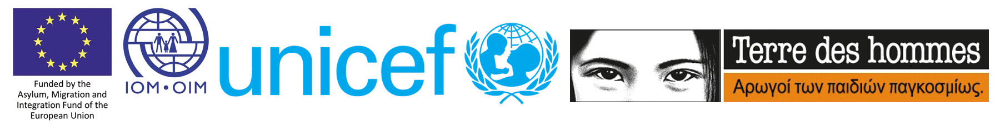 Funded by the
Asylum, Migration and
Integration Fund of the
European Union
IOM • OIM
unicef
Terre des hommes
Αρωγοί των παιδιών παγκοσμίως.